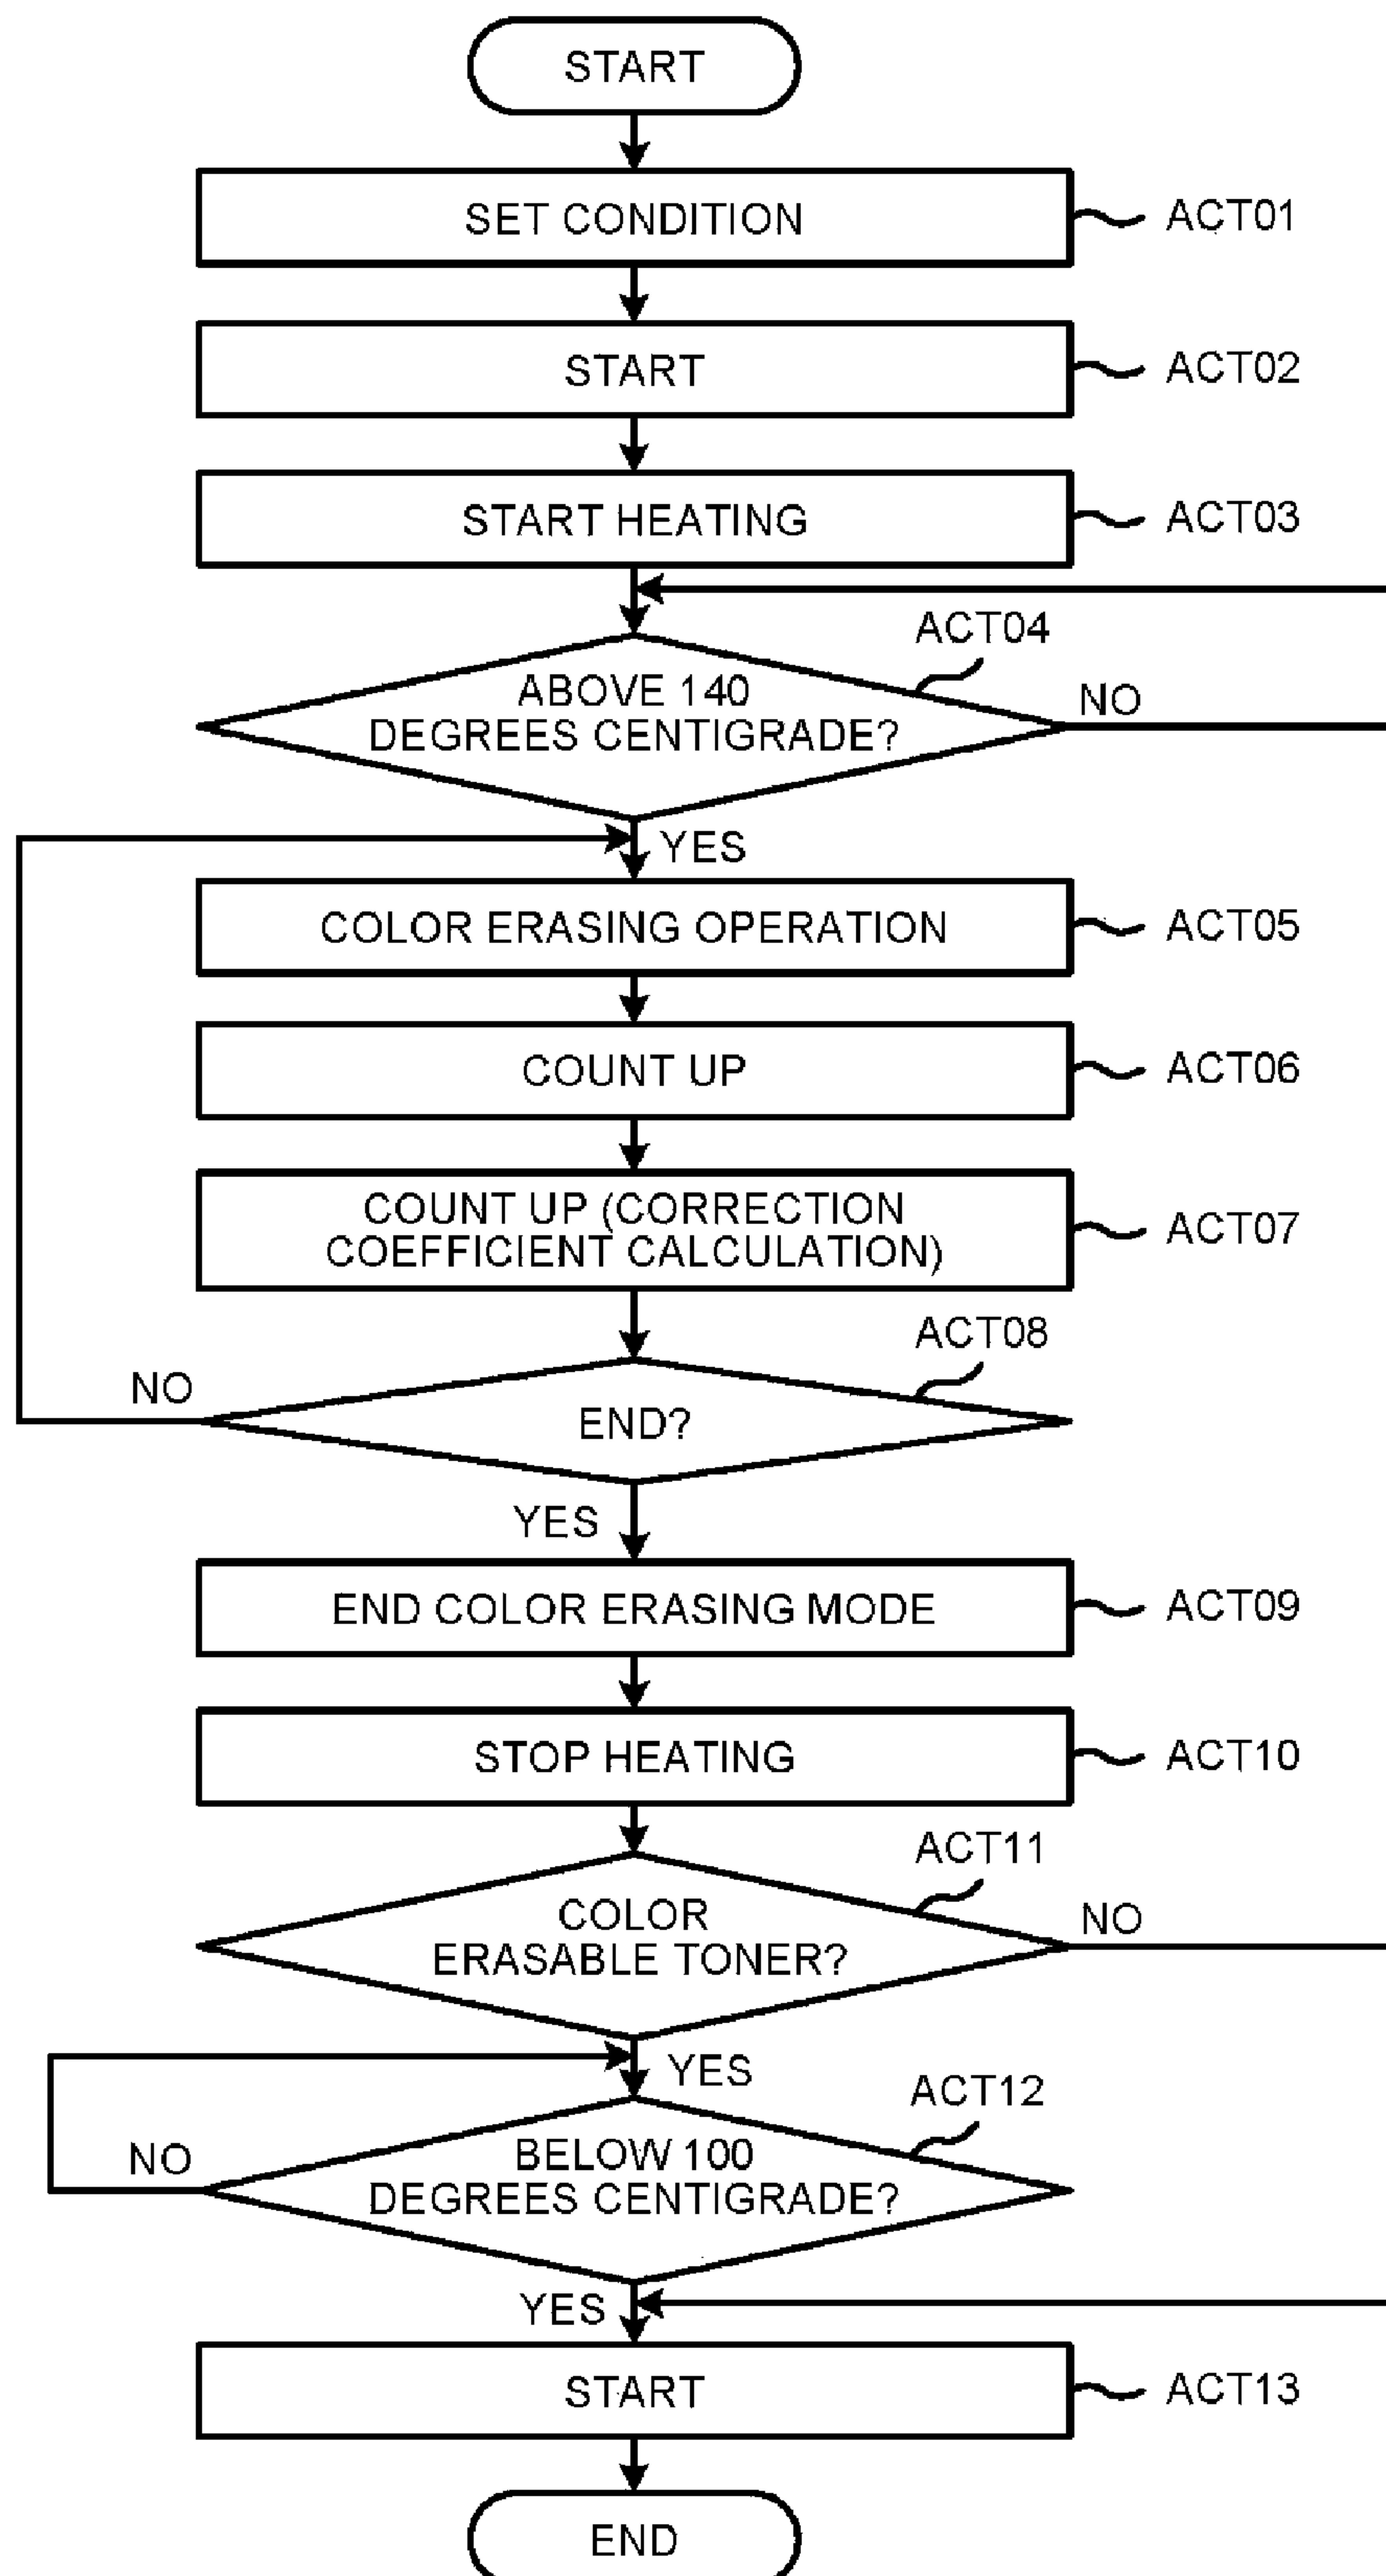 START
SET CONDITION
ACT01
START
ACT02
START HEATING
ACT03
ACT04
ABOVE 140
DEGREES CENTIGRADE?
NO
YES
COLOR ERASING OPERATION
ACT05
COUNT UP
ACT06
COUNT UP (CORRECTION
COEFFICIENT CALCULATION)
ACT07
ACT08
NO
END?
YES
END COLOR ERASING MODE
ACT09
STOP HEATING
ACT10
ACT11
COLOR
ERASABLE TONER?
NO
YES
ACT12
NO
BELOW 100
DEGREES CENTIGRADE?
YES
START
ACT13
END